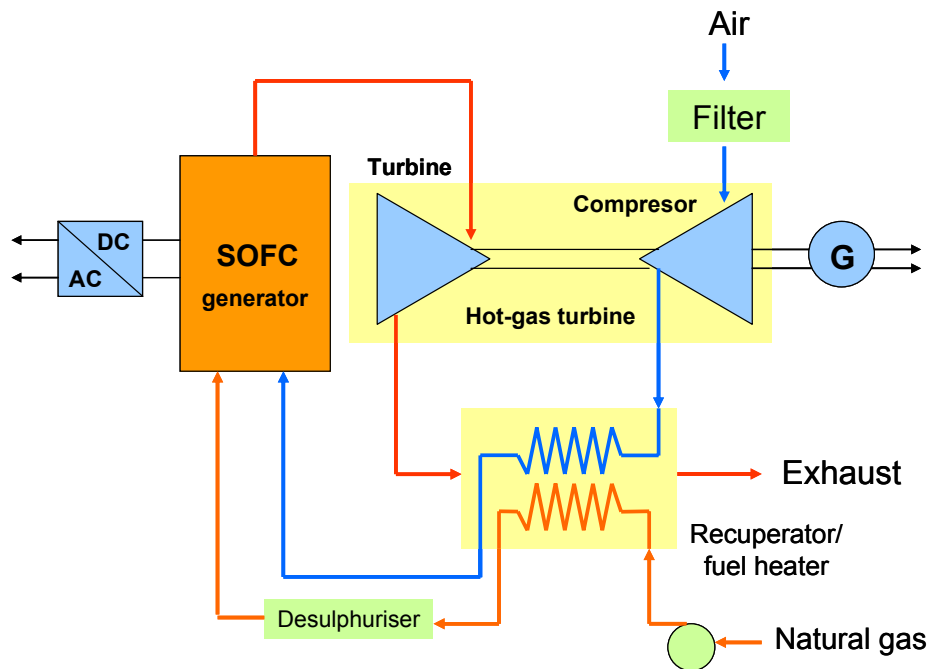 Air
Filter
Turbine
Compresor
DC
AC
SOFC
generator
G
Hot-gas turbine
Exhaust
Recuperator/
fuel heater
Desulphuriser
Natural gas